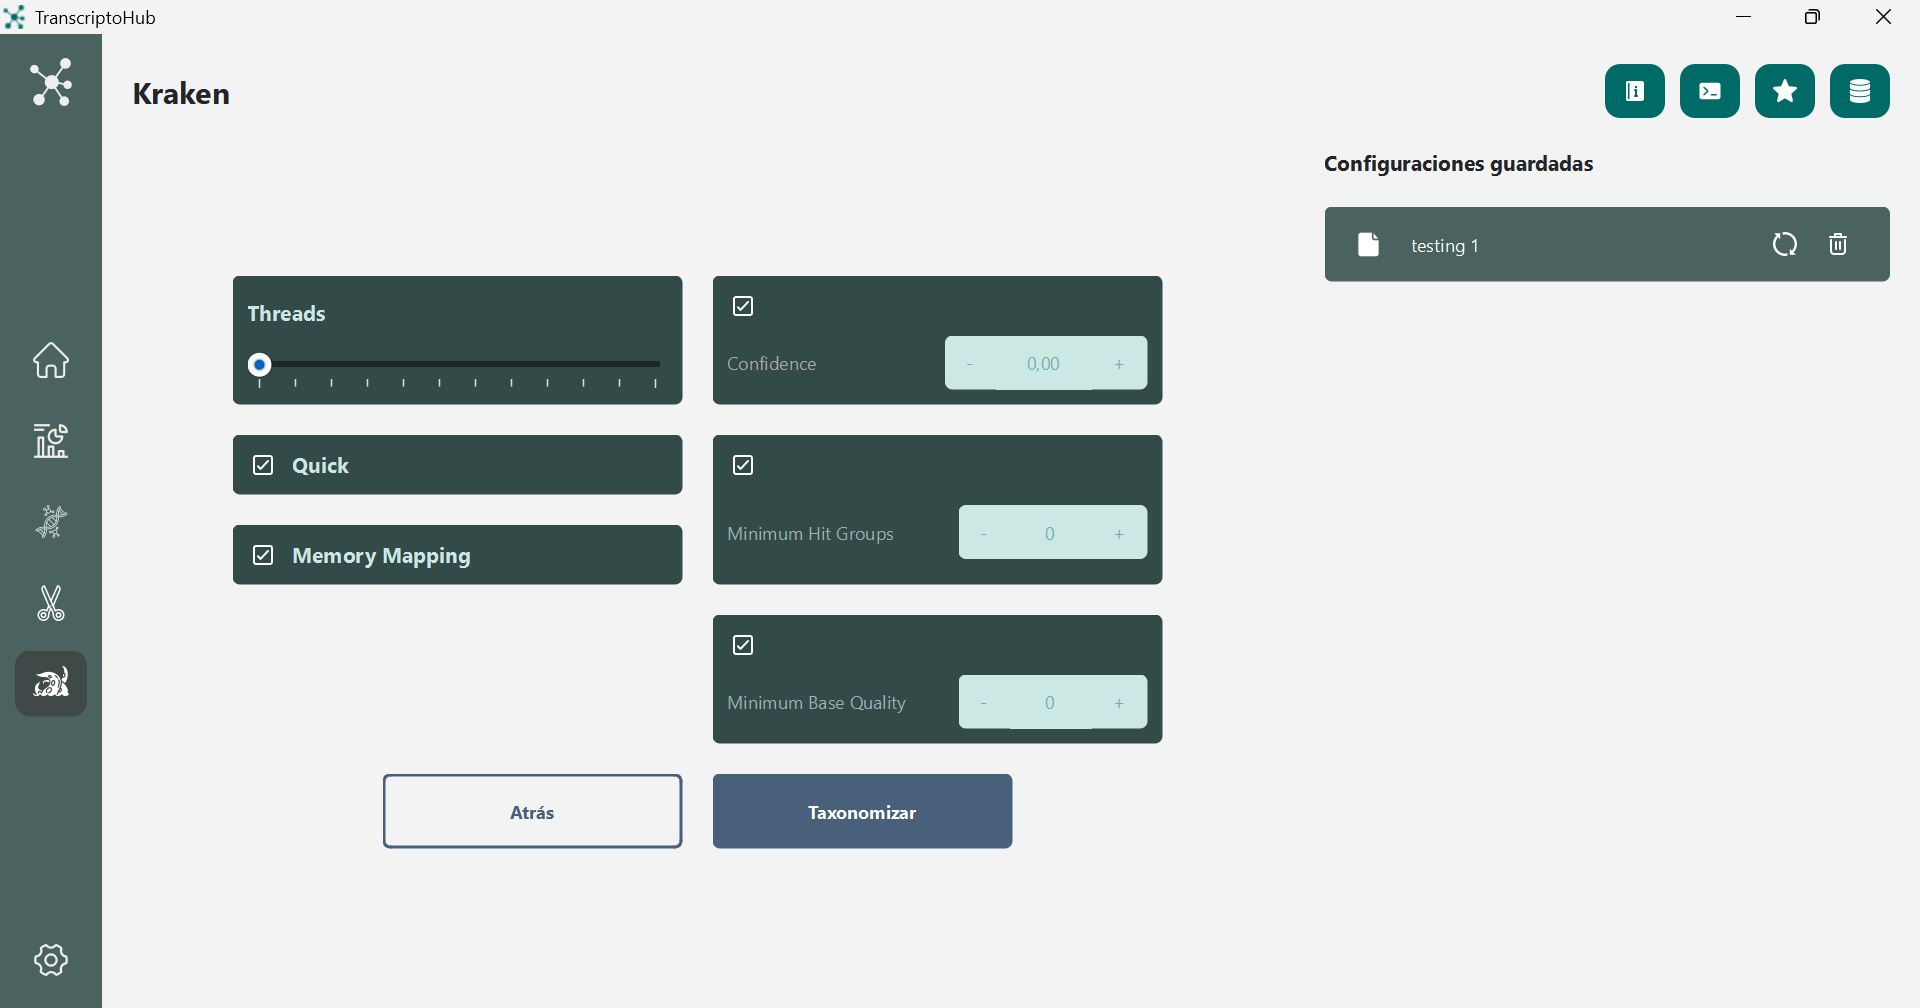 TranscriptoHub
Kraken
Configuraciones guardadas
testing 1
Threads
Quick
Memory Mapping
Confidence
- 0,00 +
Minimum Hit Groups
- 0 +
Minimum Base Quality
- 0 +
Atrás
Taxonomizar